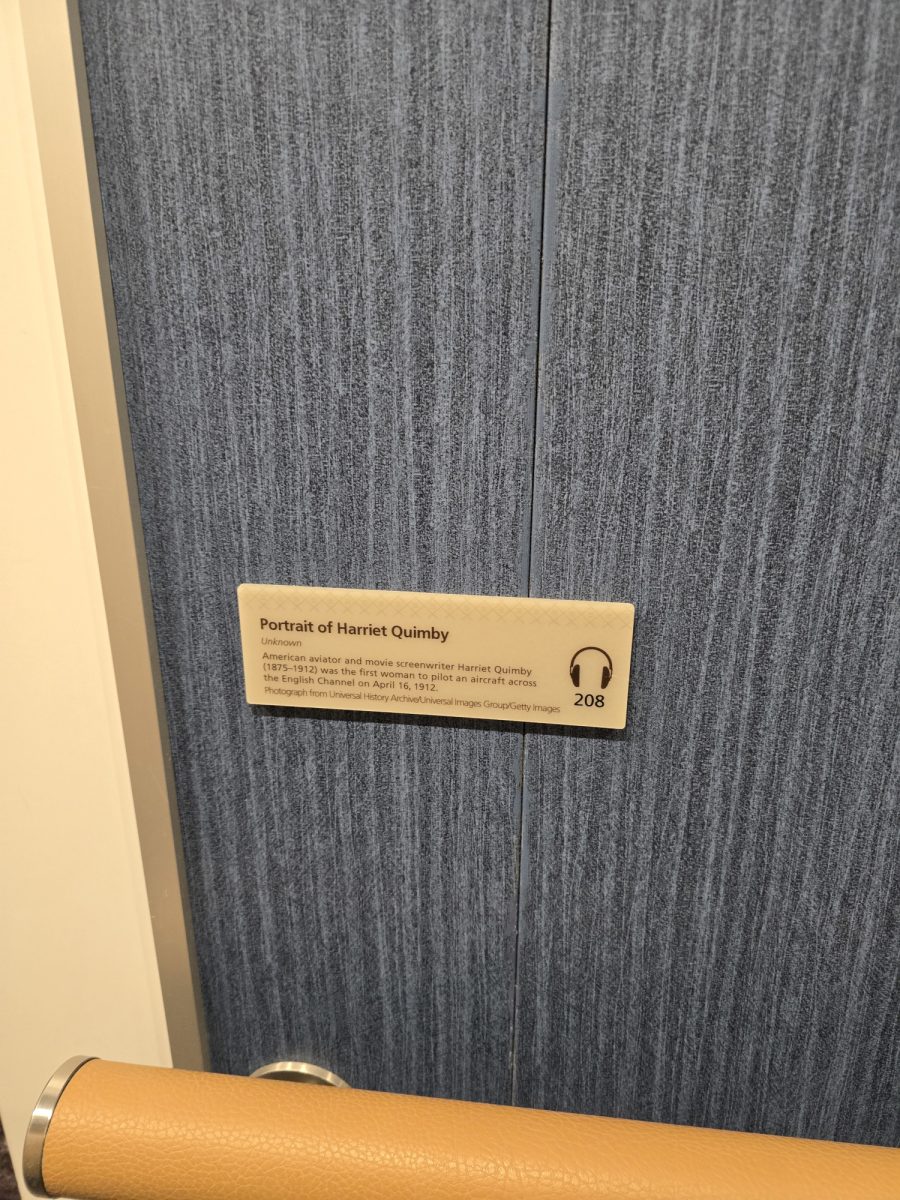 Portrait of Harriet Quimby
Unknown
American aviator and movie screenwriter Harriet Quimby
(1875–1912) was the first woman to pilot an aircraft across
the English Channel on April 16, 1912.
Photograph from Universal History Archive/Universal Images Group/Getty Images
208